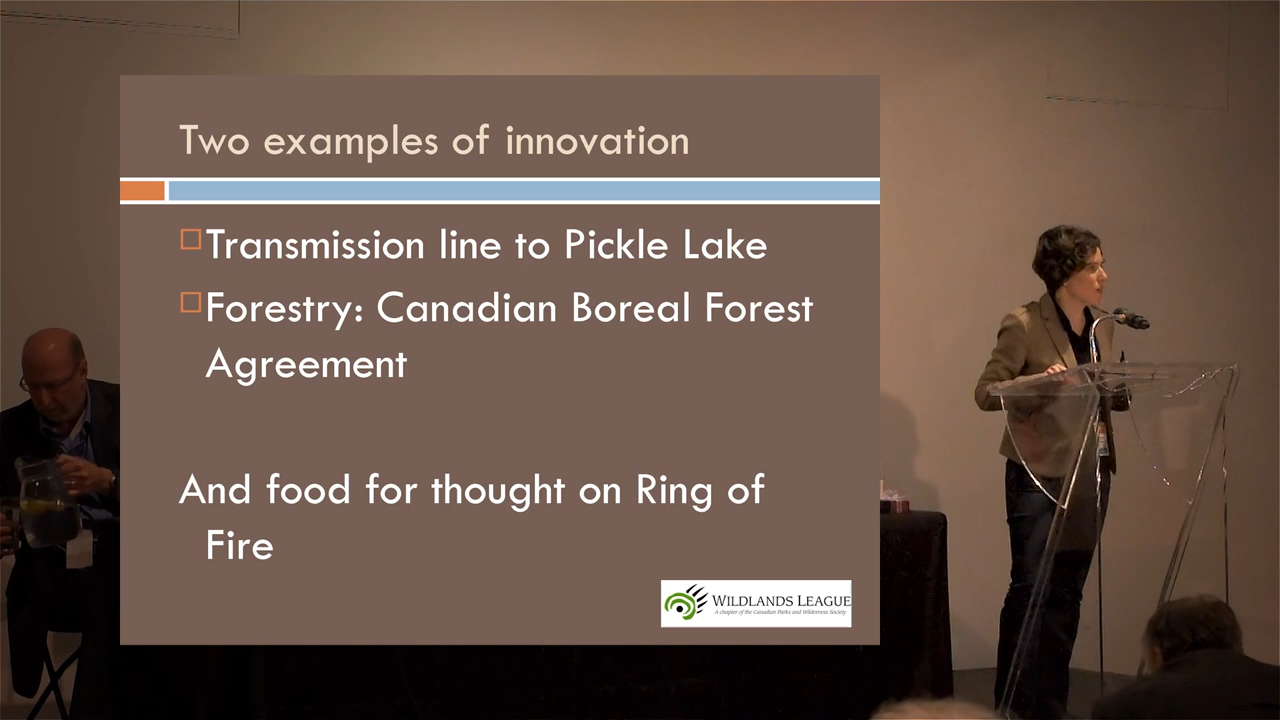 Two examples of innovation
Transmission line to Pickle Lake
Forestry: Canadian Boreal Forest
Agreement
And food for thought on Ring of
Fire
WILDLANDS LEAGUE
A chapter of the Canadian Parks and Wilderness Society